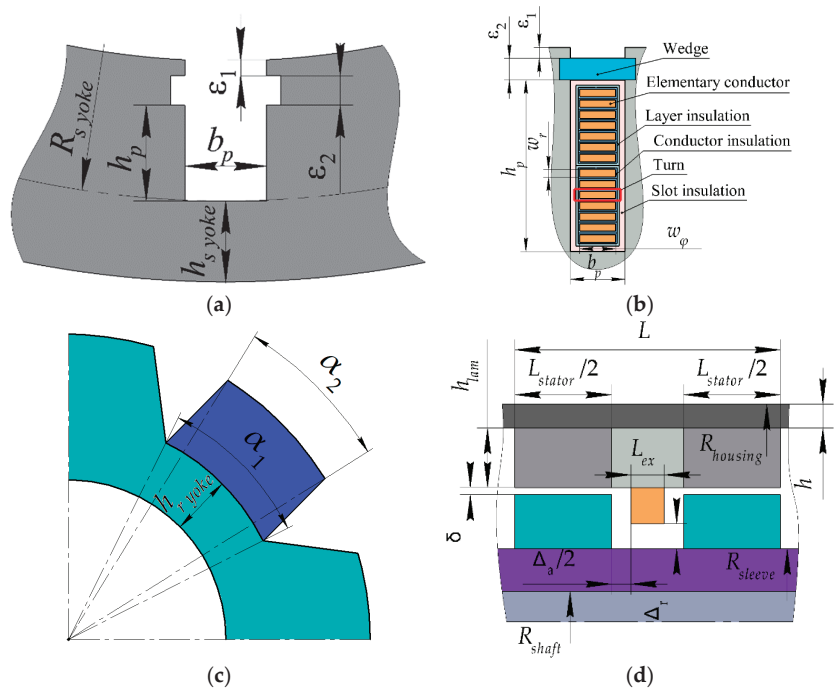 R s yoke
h p
b p
ε1
ε2
h s yoke
(a)
ε2
ε1
Wedge
Elementary conductor
Layer insulation
Conductor insulation
Turn
Slot insulation
w r
h p
w φ
b p
(b)
α2
α1
h r yoke
(c)
L
L stator /2
L stator /2
h lam
R housing
L ex
h
δ
Δa/2
R sleeve
Δr
R shaft
(d)